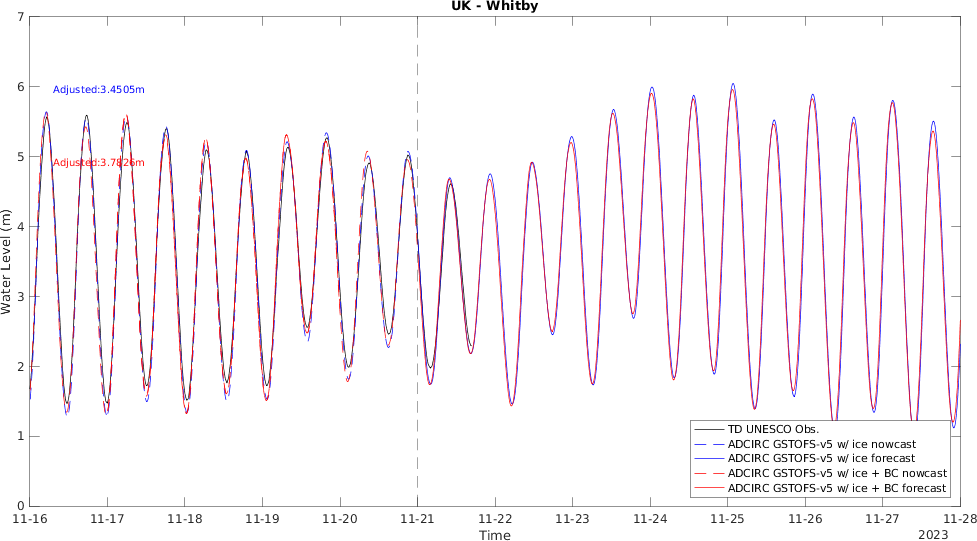 UK - Whitby
7
6
5
4
3
2
1
0
Water Level (m)
Adjusted:3.4505m
Adjusted:3.7826m
TD UNESCO Obs.
ADCIRC GSTOFS-v5 w/ ice nowcast
ADCIRC GSTOFS-v5 w/ ice forecast
ADCIRC GSTOFS-v5 w/ ice + BC nowcast
ADCIRC GSTOFS-v5 w/ ice + BC forecast
11-16 11-17 11-18 11-19 11-20 11-21 11-22 11-23 11-24 11-25 11-26 11-27 11-28
Time
2023